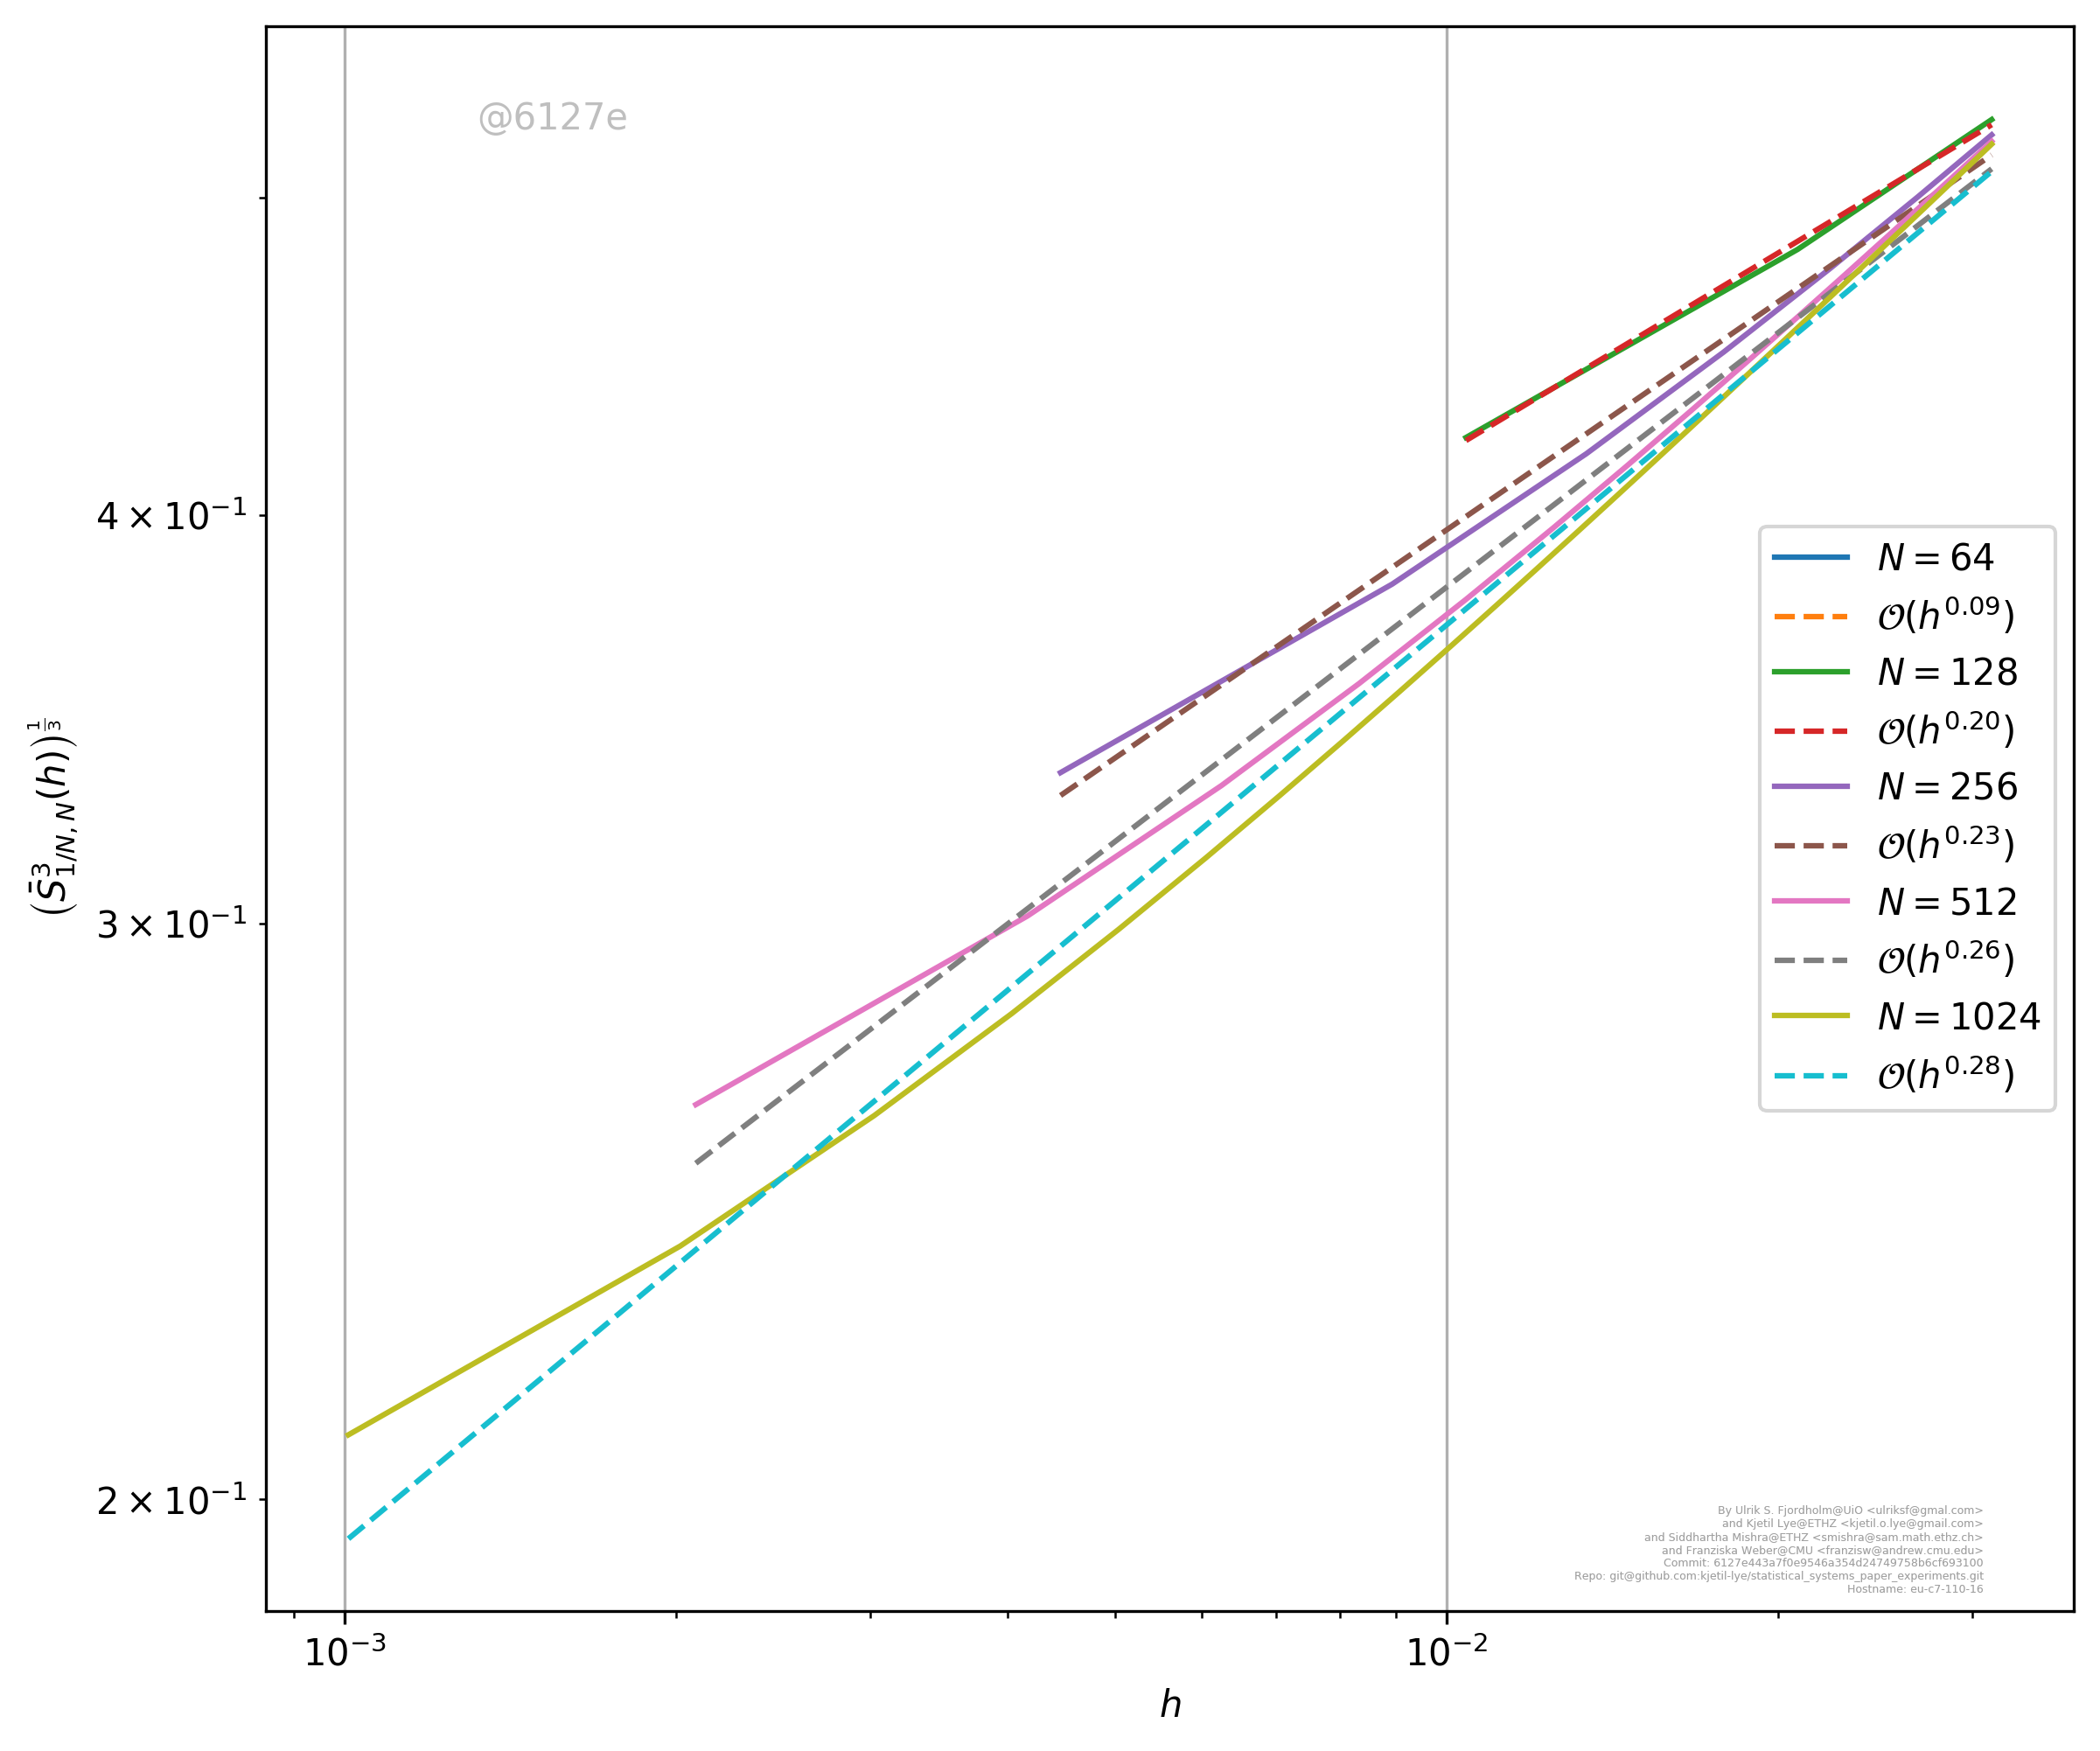 @6127e
4 × 10⁻¹
3 × 10⁻¹
2 × 10⁻¹
(S̄³₁/N, N(h))^(1/3)
N = 64
𝒪(h^0.09)
N = 128
𝒪(h^0.20)
N = 256
𝒪(h^0.23)
N = 512
𝒪(h^0.26)
N = 1024
𝒪(h^0.28)
By Ulrik S. Fjordholm@UiO <ulriksf@gmal.com>
and Kjetil Lye@ETHZ <kjetil.o.lye@gmail.com>
and Siddhartha Mishra@ETHZ <smishra@sam.math.ethz.ch>
and Franziska Weber@CMU <franzisw@andrew.cmu.edu>
Commit: 6127e443a7f0e9546a354d24749758b6cf693100
Repo: git@github.com:kjetil-lye/statistical_systems_paper_experiments.git
Hostname: eu-c7-110-16
10⁻³
10⁻²
h